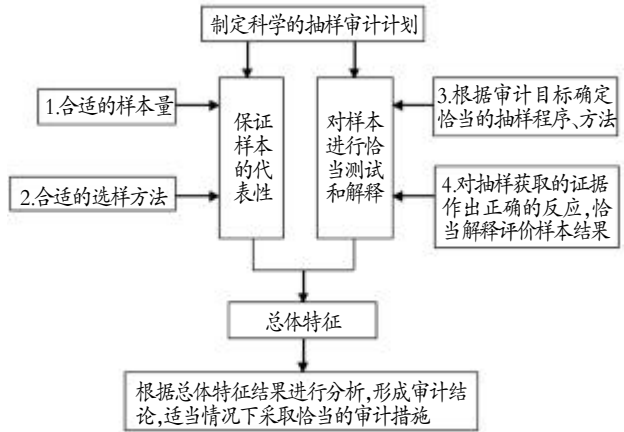 制定科学的抽样审计计划
1.合适的样本量
2.合适的选样方法
保证
样本
的代
表性
对样本
进行恰
当测试
和解释
3.根据审计目标确定
恰当的抽样程序、方法
4.对抽样获取的证据
作出正确的反应,恰
当解释评价样本结果
总体特征
根据总体特征结果进行分析,形成审计结
论,适当情况下采取恰当的审计措施